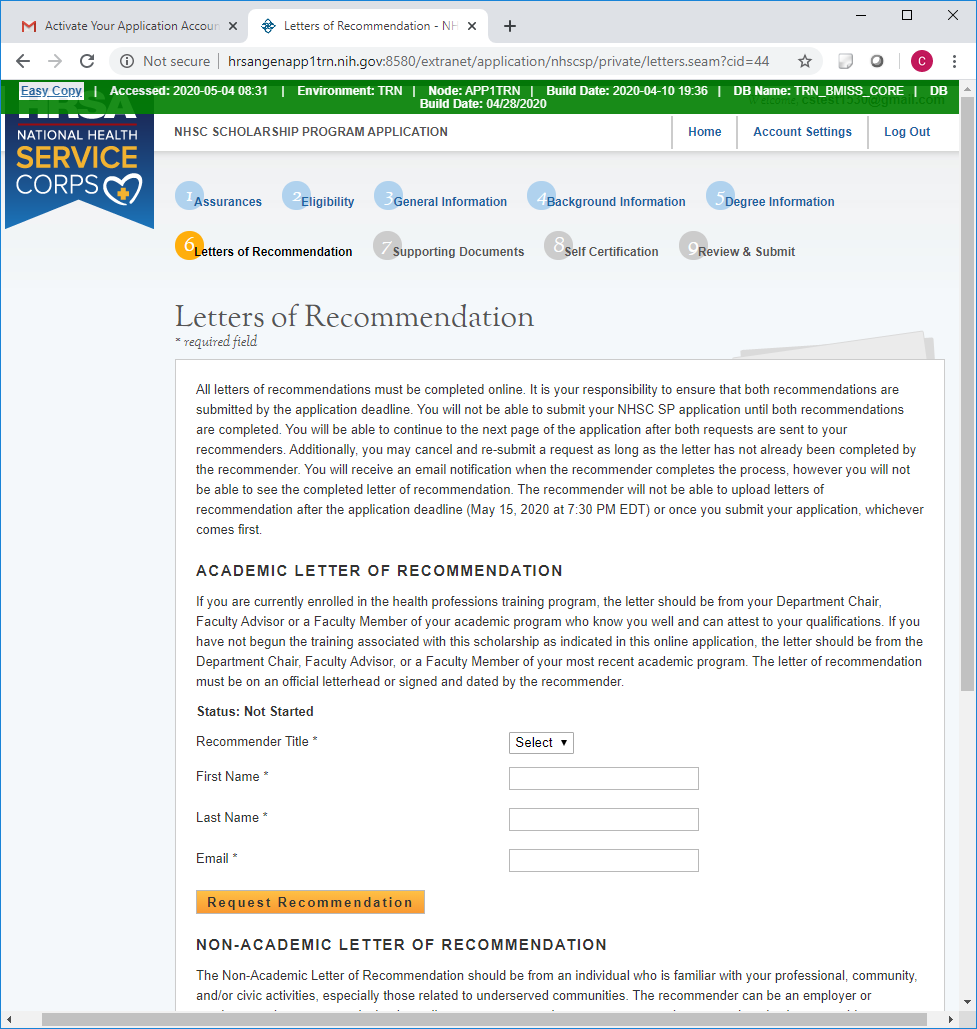 Activate Your Application Accoun
Letters of Recommendation - NH
Not secure | hrsangenapp1trn.nih.gov:8580/extranet/application/nhscsp/private/letters.seam?cid=44
C
Easy Copy | Accessed: 2020-05-04 08:31 | Environment: TRN | Node: APP1TRN | Build Date: 2020-04-10 19:36 | DB Name: TRN_BMISS_CORE | DB
Build Date: 04/28/2020
HRSA
NATIONAL HEALTH
SERVICE
CORPS
NHSC SCHOLARSHIP PROGRAM APPLICATION
Home
Account Settings
Log Out
1 Assurances
2 Eligibility
3 General Information
4 Background Information
5 Degree Information
6 Letters of Recommendation
7 Supporting Documents
8 Self Certification
9 Review & Submit
Letters of Recommendation
* required field
All letters of recommendations must be completed online. It is your responsibility to ensure that both recommendations are
submitted by the application deadline. You will not be able to submit your NHSC SP application until both recommendations
are completed. You will be able to continue to the next page of the application after both requests are sent to your
recommenders. Additionally, you may cancel and re-submit a request as long as the letter has not already been completed by
the recommender. You will receive an email notification when the recommender completes the process, however you will not
be able to see the completed letter of recommendation. The recommender will not be able to upload letters of
recommendation after the application deadline (May 15, 2020 at 7:30 PM EDT) or once you submit your application, whichever
comes first.
ACADEMIC LETTER OF RECOMMENDATION
If you are currently enrolled in the health professions training program, the letter should be from your Department Chair,
Faculty Advisor or a Faculty Member of your academic program who know you well and can attest to your qualifications. If you
have not begun the training associated with this scholarship as indicated in this online application, the letter should be from the
Department Chair, Faculty Advisor, or a Faculty Member of your most recent academic program. The letter of recommendation
must be on an official letterhead or signed and dated by the recommender.
Status: Not Started
Recommender Title *
Select
First Name *
Last Name *
Email *
Request Recommendation
NON-ACADEMIC LETTER OF RECOMMENDATION
The Non-Academic Letter of Recommendation should be from an individual who is familiar with your professional, community,
and/or civic activities, especially those related to underserved communities. The recommender can be an employer or